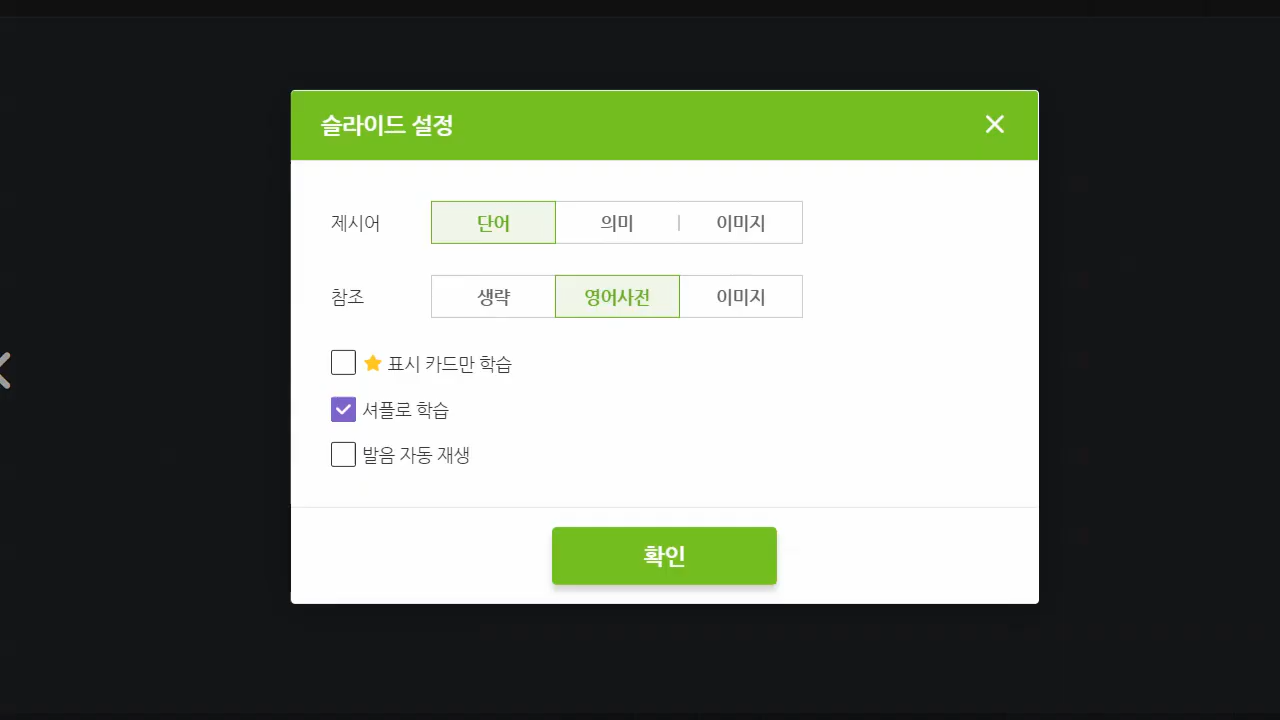 슬라이드 설정
제시어 단어 의미 이미지
참조 생략 영어사전 이미지
표시 카드만 학습
셔플로 학습
발음 자동 재생
확인